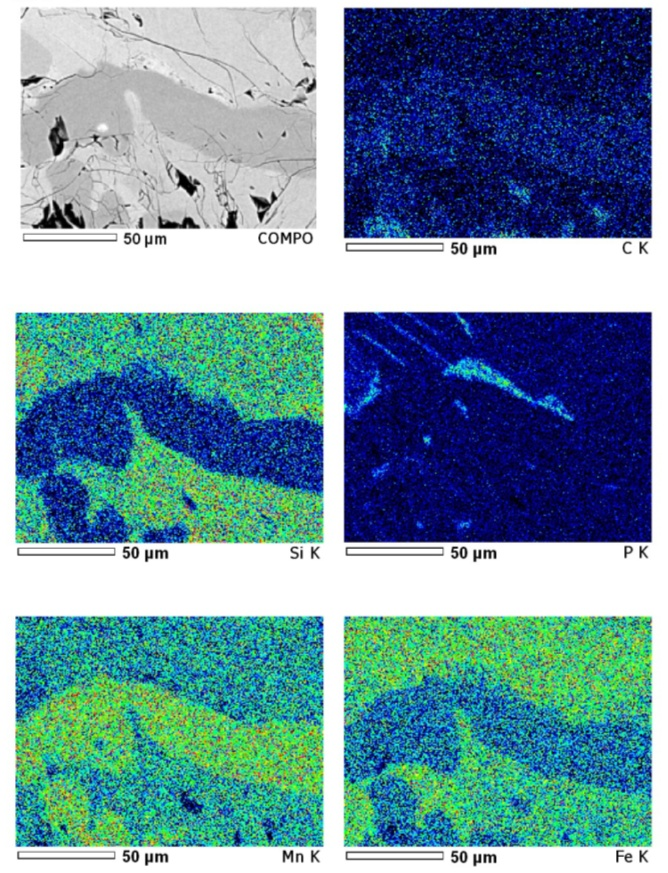 50 µm COMPO
50 µm C K
50 µm Si K
50 µm P K
50 µm Mn K
50 µm Fe K